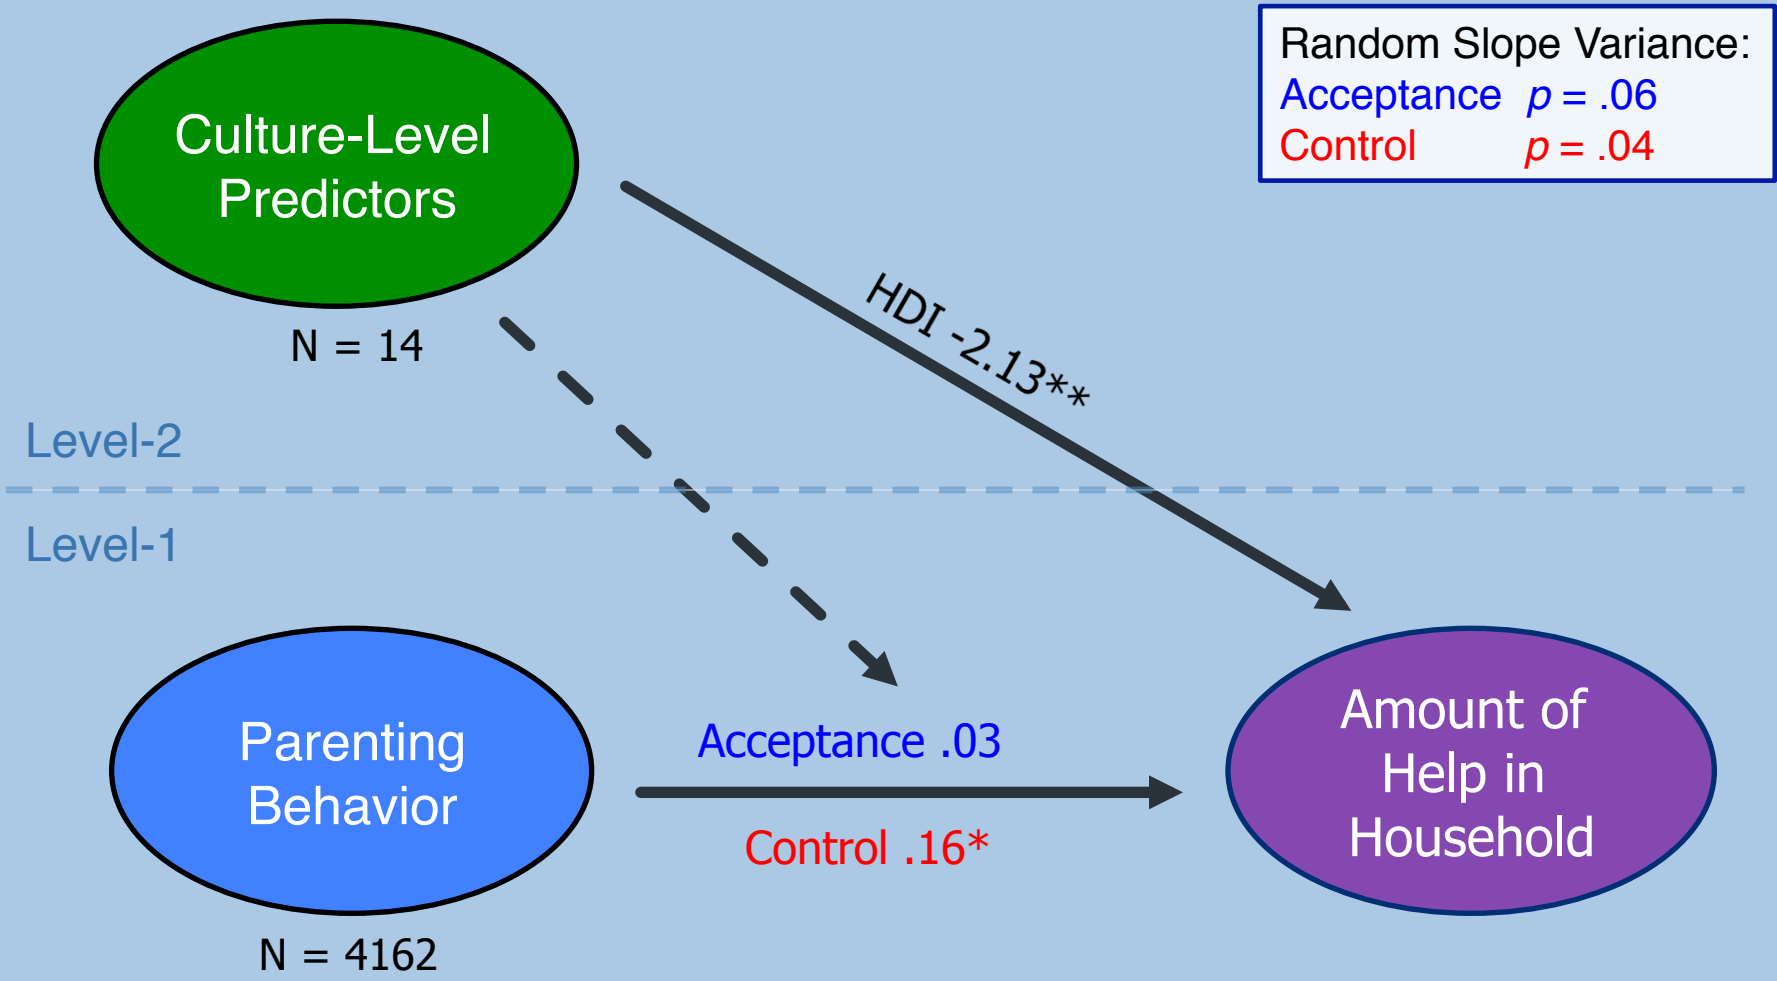 Culture-Level
Predictors
N = 14
Random Slope Variance:
Acceptance p = .06
Control p = .04
HDI -2.13**
Level-2
Level-1
Parenting
Behavior
N = 4162
Acceptance .03
Control .16*
Amount of
Help in
Household